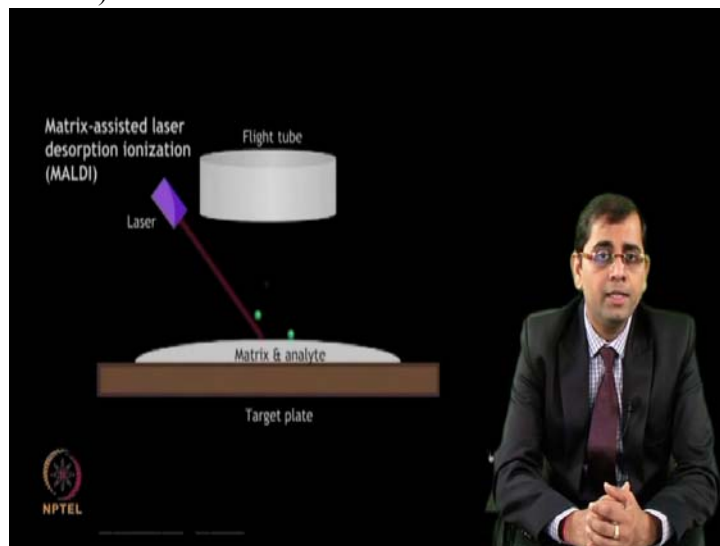 Matrix-assisted laser
desorption ionization
(MALDI)
Flight tube
Laser
Matrix & analyte
Target plate
NPTEL